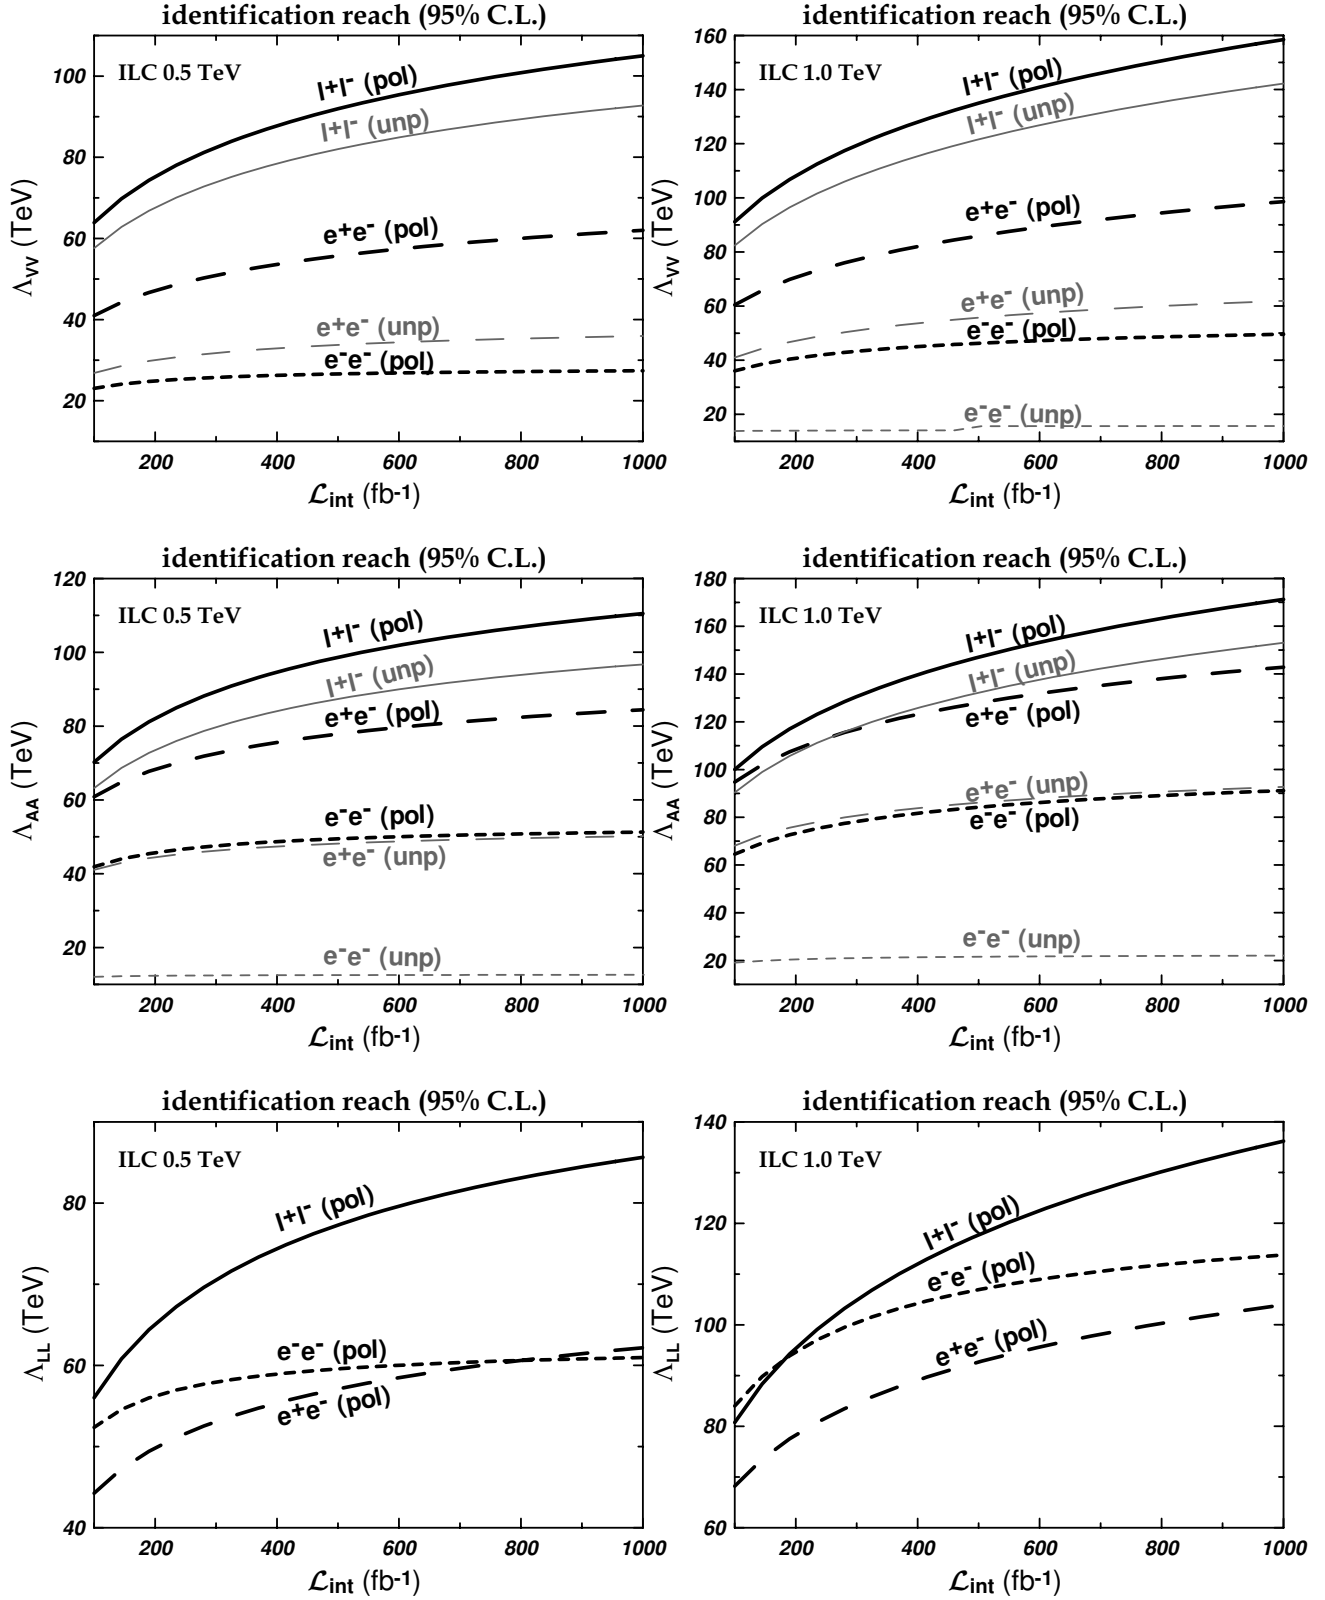 identification reach (95% C.L.)
ILC 0.5 TeV
l+l- (pol)
l+l- (unp)
e+e- (pol)
e+e- (unp)
e-e- (pol)
100
80
60
40
20
ΛVV (TeV)
200 400 600 800 1000
ℒint (fb-1)
identification reach (95% C.L.)
ILC 1.0 TeV
l+l- (pol)
l+l- (unp)
e+e- (pol)
e+e- (unp)
e-e- (pol)
e-e- (unp)
160
140
120
100
80
60
40
20
ΛVV (TeV)
200 400 600 800 1000
ℒint (fb-1)
identification reach (95% C.L.)
ILC 0.5 TeV
l+l- (pol)
l+l- (unp)
e+e- (pol)
e-e- (pol)
e+e- (unp)
e-e- (unp)
120
100
80
60
40
20
ΛAA (TeV)
200 400 600 800 1000
ℒint (fb-1)
identification reach (95% C.L.)
ILC 1.0 TeV
l+l- (pol)
l+l- (unp)
e+e- (pol)
e+e- (unp)
e-e- (pol)
e-e- (unp)
180
160
140
120
100
80
60
40
20
ΛAA (TeV)
200 400 600 800 1000
ℒint (fb-1)
identification reach (95% C.L.)
ILC 0.5 TeV
l+l- (pol)
e-e- (pol)
e+e- (pol)
80
60
40
ΛLL (TeV)
200 400 600 800 1000
ℒint (fb-1)
identification reach (95% C.L.)
ILC 1.0 TeV
l+l- (pol)
e-e- (pol)
e+e- (pol)
140
120
100
80
60
ΛLL (TeV)
200 400 600 800 1000
ℒint (fb-1)